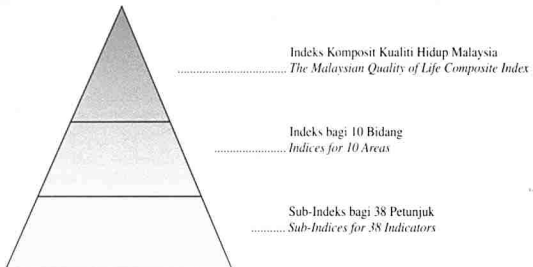 Indeks Komposit Kualiti Hidup Malaysia
The Malaysian Quality of Life Composite Index
Indeks bagi 10 Bidang
Indices for 10 Areas
Sub-Indeks bagi 38 Petunjuk
Sub-Indices for 38 Indicators